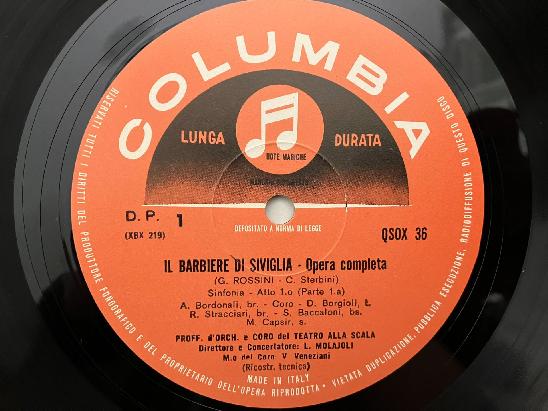 COLUMBIA
LUNGA DURATA
NOTE MAGICHE
D.P. 1
(XBX 219)
DEPOSITATO A NORMA DI LEGGE
QSOX 36
IL BARBIERE DI SIVIGLIA - Opera completa
(G. ROSSINI - C. Sterbini)
Sinfonia - Atto 1.o (Parte 1.a)
A. Bordonali, br. - Coro - D. Borgioli, t.
R. Stracciari, br. - S. Baccaloni, bs.
M. Capsir, s.
PROFF. d'ORCH. e CORO del TEATRO ALLA SCALA
Direttore e Concertatore: L. MOLAJOLI
M.o del Coro V. Veneziani
(Ricostr. tecnica)
MADE IN ITALY
RISERVATI TUTTI I DIRITTI DEL PRODUTTORE FONOGRAFICO E DEL PROPRIETARIO DELL'OPERA RIPRODOTTA • VIETATA DUPLICAZIONE, PUBBLICA ESECUZIONE, RADIODIFFUSIONE DI QUESTO DISCO